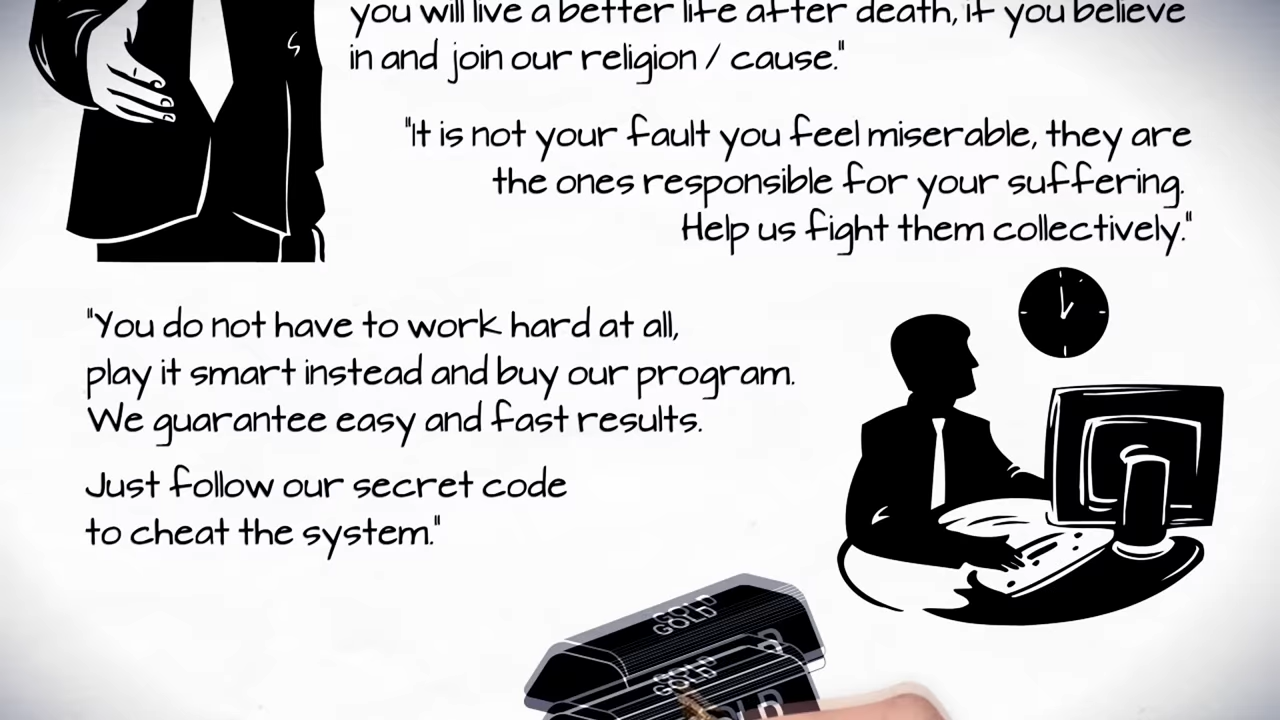 you will live a better life after death, if you believe
in and join our religion / cause."
"It is not your fault you feel miserable, they are
the ones responsible for your suffering.
Help us fight them collectively."
"You do not have to work hard at all,
play it smart instead and buy our program.
We guarantee easy and fast results.
Just follow our secret code
to cheat the system."
GOLD
GOLD
GOLD